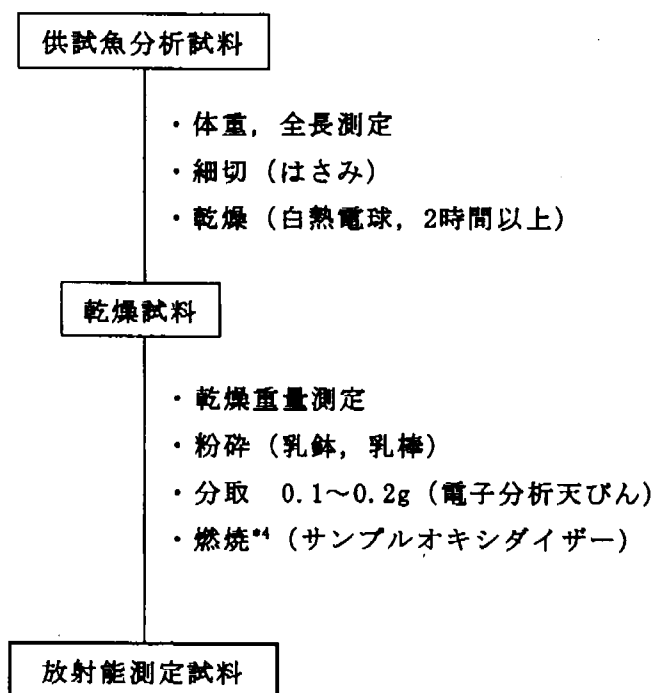 供試魚分析試料
・体重，全長測定
・細切（はさみ）
・乾燥（白熱電球，2時間以上）
乾燥試料
・乾燥重量測定
・粉砕（乳鉢，乳棒）
・分取　0.1～0.2g（電子分析天びん）
・燃焼*4（サンプルオキシダイザー）
放射能測定試料